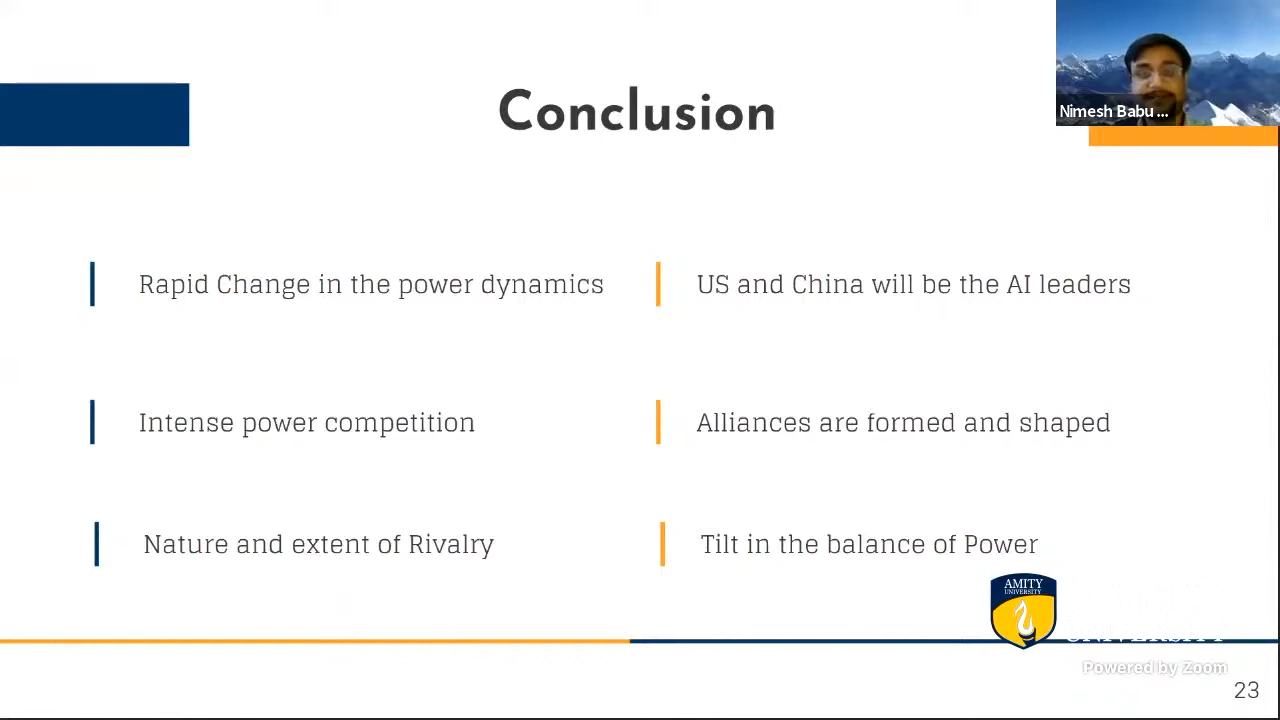 Conclusion
Nimesh Babu ...
Rapid Change in the power dynamics
US and China will be the AI leaders
Intense power competition
Alliances are formed and shaped
Nature and extent of Rivalry
Tilt in the balance of Power
AMITY
UNIVERSITY
UNIVERSITY
Powered by Zoom
23